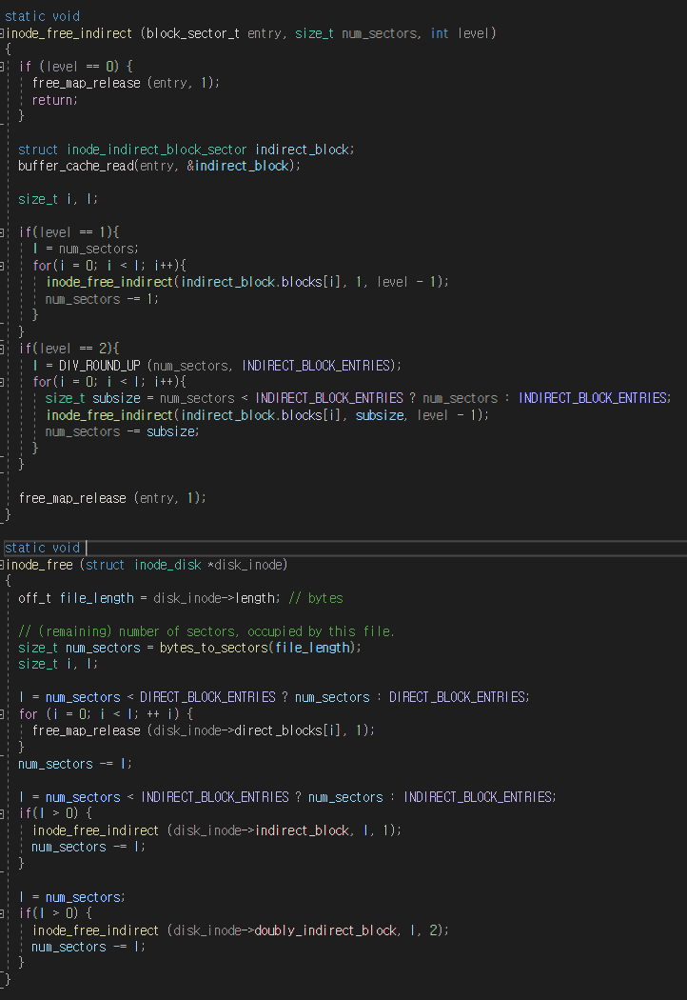 static void
inode_free_indirect (block_sector_t entry, size_t num_sectors, int level)
{
  if (level == 0) {
    free_map_release (entry, 1);
    return;
  }

  struct inode_indirect_block_sector indirect_block;
  buffer_cache_read(entry, &indirect_block);

  size_t i, l;

  if(level == 1){
    l = num_sectors;
    for(i = 0; i < l; i++){
      inode_free_indirect(indirect_block.blocks[i], 1, level - 1);
      num_sectors -= 1;
    }
  }
  if(level == 2){
    l = DIV_ROUND_UP (num_sectors, INDIRECT_BLOCK_ENTRIES);
    for(i = 0; i < l; i++){
      size_t subsize = num_sectors < INDIRECT_BLOCK_ENTRIES ? num_sectors : INDIRECT_BLOCK_ENTRIES;
      inode_free_indirect(indirect_block.blocks[i], subsize, level - 1);
      num_sectors -= subsize;
    }
  }

  free_map_release (entry, 1);
}

static void
inode_free (struct inode_disk *disk_inode)
{
  off_t file_length = disk_inode->length; // bytes

  // (remaining) number of sectors, occupied by this file.
  size_t num_sectors = bytes_to_sectors(file_length);
  size_t i, l;

  l = num_sectors < DIRECT_BLOCK_ENTRIES ? num_sectors : DIRECT_BLOCK_ENTRIES;
  for (i = 0; i < l; ++ i) {
    free_map_release (disk_inode->direct_blocks[i], 1);
  }
  num_sectors -= l;

  l = num_sectors < INDIRECT_BLOCK_ENTRIES ? num_sectors : INDIRECT_BLOCK_ENTRIES;
  if(l > 0) {
    inode_free_indirect (disk_inode->indirect_block, l, 1);
    num_sectors -= l;
  }

  l = num_sectors;
  if(l > 0) {
    inode_free_indirect (disk_inode->doubly_indirect_block, l, 2);
    num_sectors -= l;
  }
}